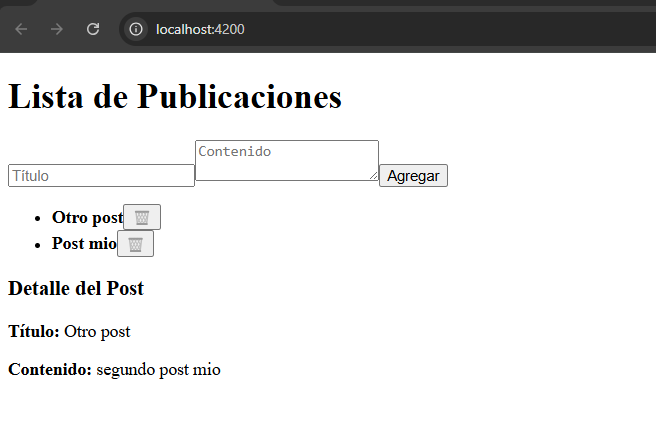 localhost:4200
Lista de Publicaciones
Título Contenido Agregar
Otro post
Post mio
Detalle del Post
Título: Otro post
Contenido: segundo post mio